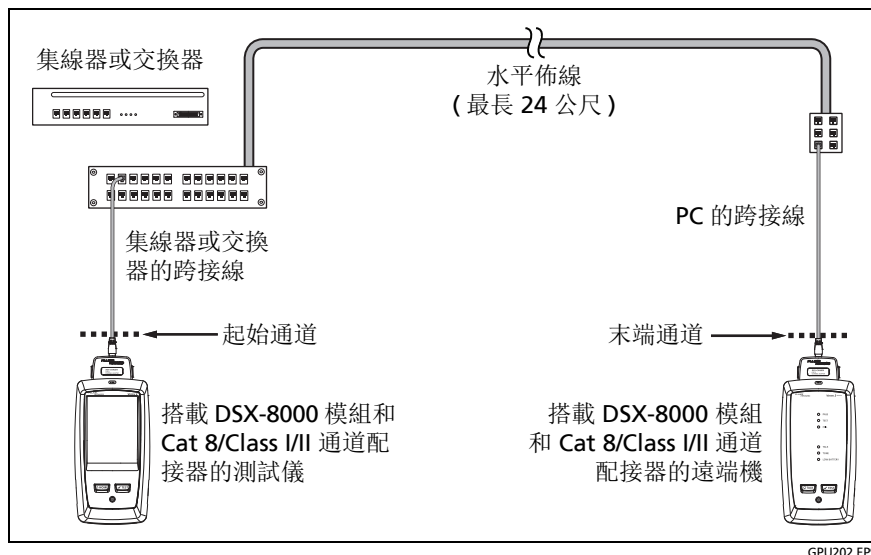 集線器或交換器
水平佈線
( 最長 24 公尺 )
PC 的跨接線
集線器或交換
器的跨接線
起始通道
末端通道
搭載 DSX-8000 模組和
Cat 8/Class I/II 通道配
接器的測試儀
搭載 DSX-8000 模組
和 Cat 8/Class I/II 通道
配接器的遠端機